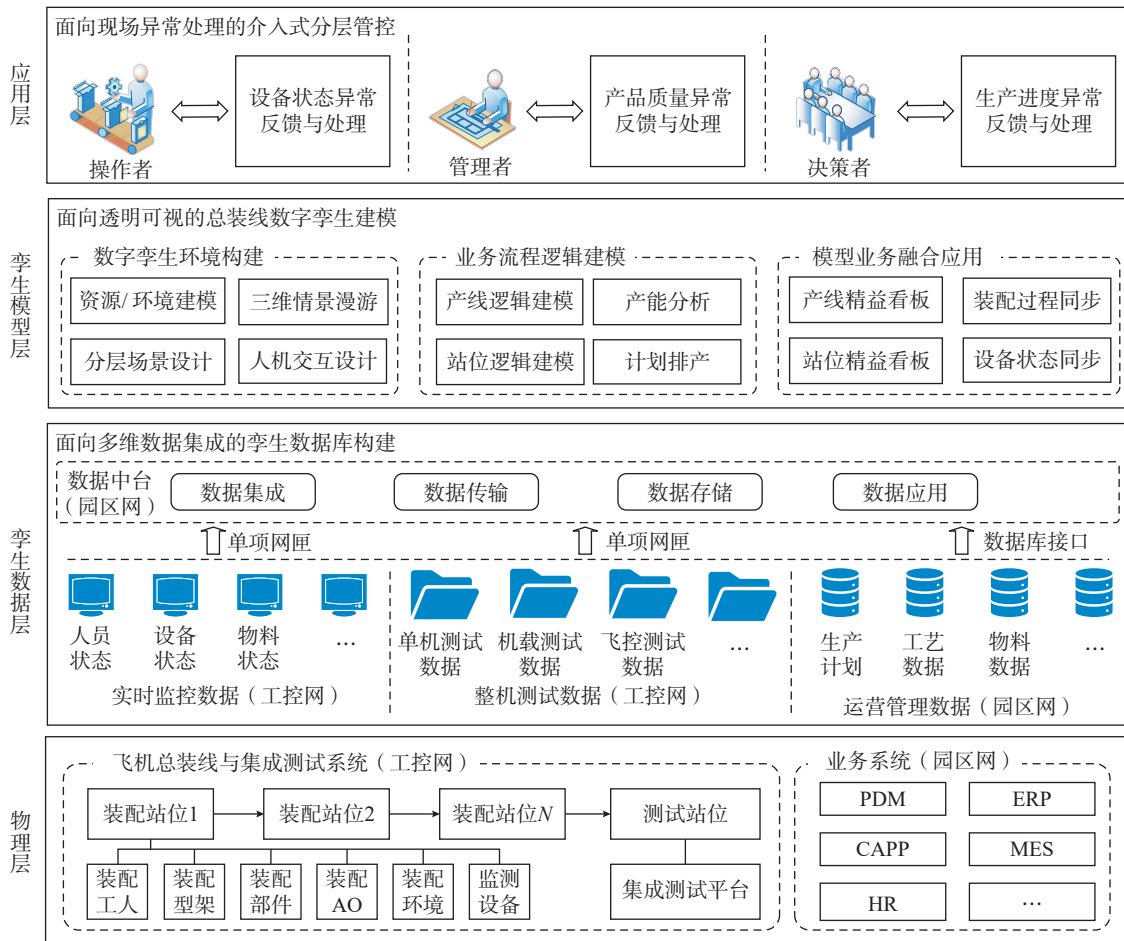 应用层
面向现场异常处理的介入式分层管控
操作者
设备状态异常
反馈与处理
管理者
产品质量异常
反馈与处理
决策者
生产进度异常
反馈与处理
孪生模型层
面向透明可视的总装线数字孪生建模
数字孪生环境构建
资源/环境建模
三维情景漫游
分层场景设计
人机交互设计
业务流程逻辑建模
产线逻辑建模
产能分析
站位逻辑建模
计划排产
模型业务融合应用
产线精益看板
装配过程同步
站位精益看板
设备状态同步
孪生数据层
面向多维数据集成的孪生数据库构建
数据中台
（园区网）
数据集成
数据传输
数据存储
数据应用
单项网匣
单项网匣
数据库接口
人员
状态
设备
状态
物料
状态
…
实时监控数据（工控网）
单机测试
数据
机载测试
数据
飞控测试
数据
…
整机测试数据（工控网）
生产
计划
工艺
数据
物料
数据
…
运营管理数据（园区网）
物理层
飞机总装线与集成测试系统（工控网）
装配站位1
装配站位2
装配站位N
测试站位
装配
工人
装配
型架
装配
部件
装配
AO
装配
环境
监测
设备
集成测试平台
业务系统（园区网）
PDM
ERP
CAPP
MES
HR
…